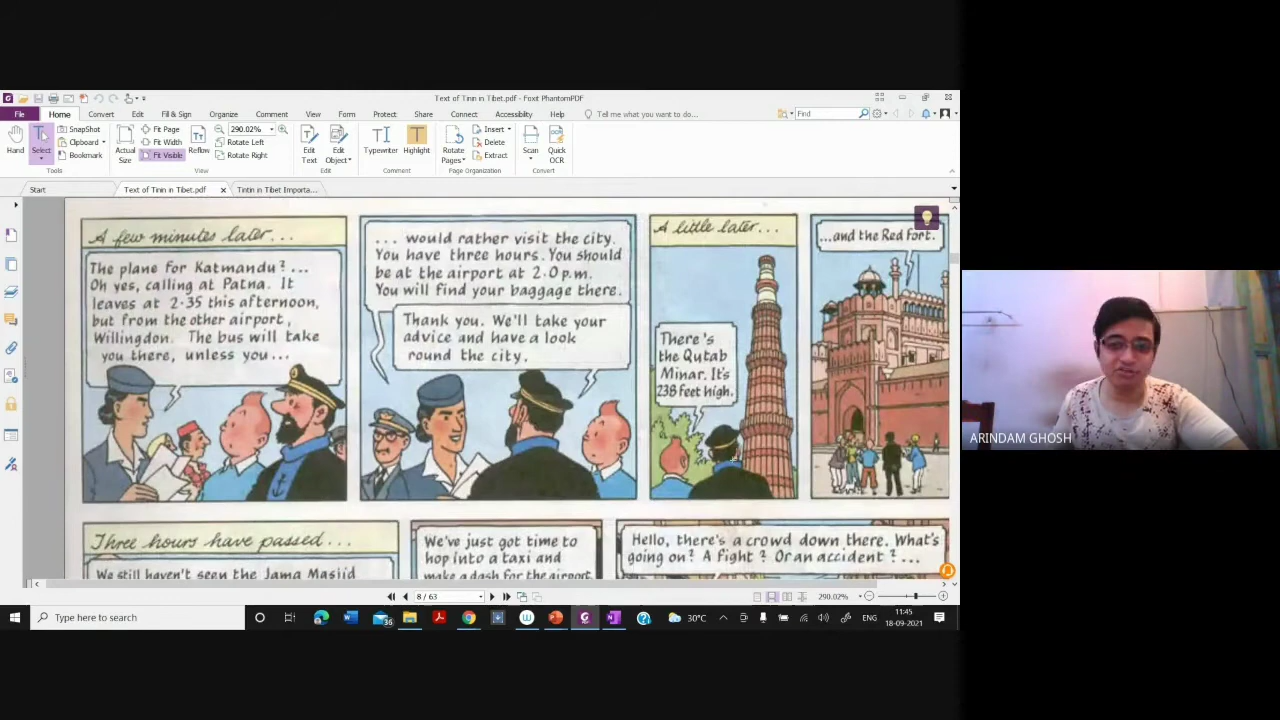 Text of Tinn in Tibet.pdf - Foxit PhantomPDF
File
Home
Convert
Edit
Fill & Sign
Organize
Comment
View
Form
Protect
Share
Connect
Accessibility
Help
Tell me what you want to do...
Find
Hand
Select
SnapShot
Clipboard
Bookmark
Tools
Actual
Size
Fit Page
Fit Width
Fit Visible
Reflow
290.02%
Rotate Left
Rotate Right
View
Edit
Text
Edit
Object
Edit
Typewriter
Highlight
Comment
Rotate
Pages
Insert
Delete
Extract
Page Organization
Scan
Quick
OCR
Convert
Start
Text of Tinn in Tibet.pdf
Tintin in Tibet Importa...
A few minutes later...
The plane for Katmandu?...
Oh yes, calling at Patna. It
leaves at 2·35 this afternoon,
but from the other airport,
Willingdon. The bus will take
you there, unless you...
... would rather visit the city.
You have three hours. You should
be at the airport at 2·0 p.m.
You will find your baggage there.
Thank you. We'll take your
advice and have a look
round the city.
A little later...
There's
the Qutab
Minar. It's
238 feet high.
...and the Red Fort.
Three hours have passed...
We still haven't seen the Jama Masjid
We've just got time to
hop into a taxi and
make a dash for the airport
Hello, there's a crowd down there. What's
going on? A fight? Or an accident?...
ARINDAM GHOSH
8 / 63
290.02%
Type here to search
36
30°C
ENG
11:45
18-09-2021